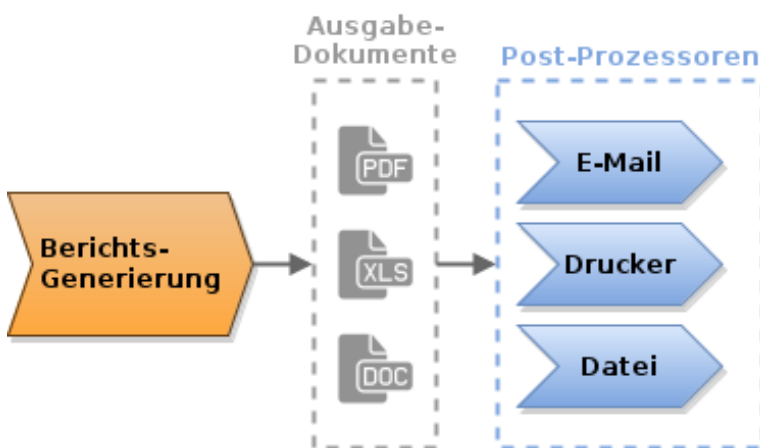 Ausgabe-
Dokumente
Post-Prozessoren
PDF
E-Mail
Berichts-
Generierung
XLS
Drucker
DOC
Datei